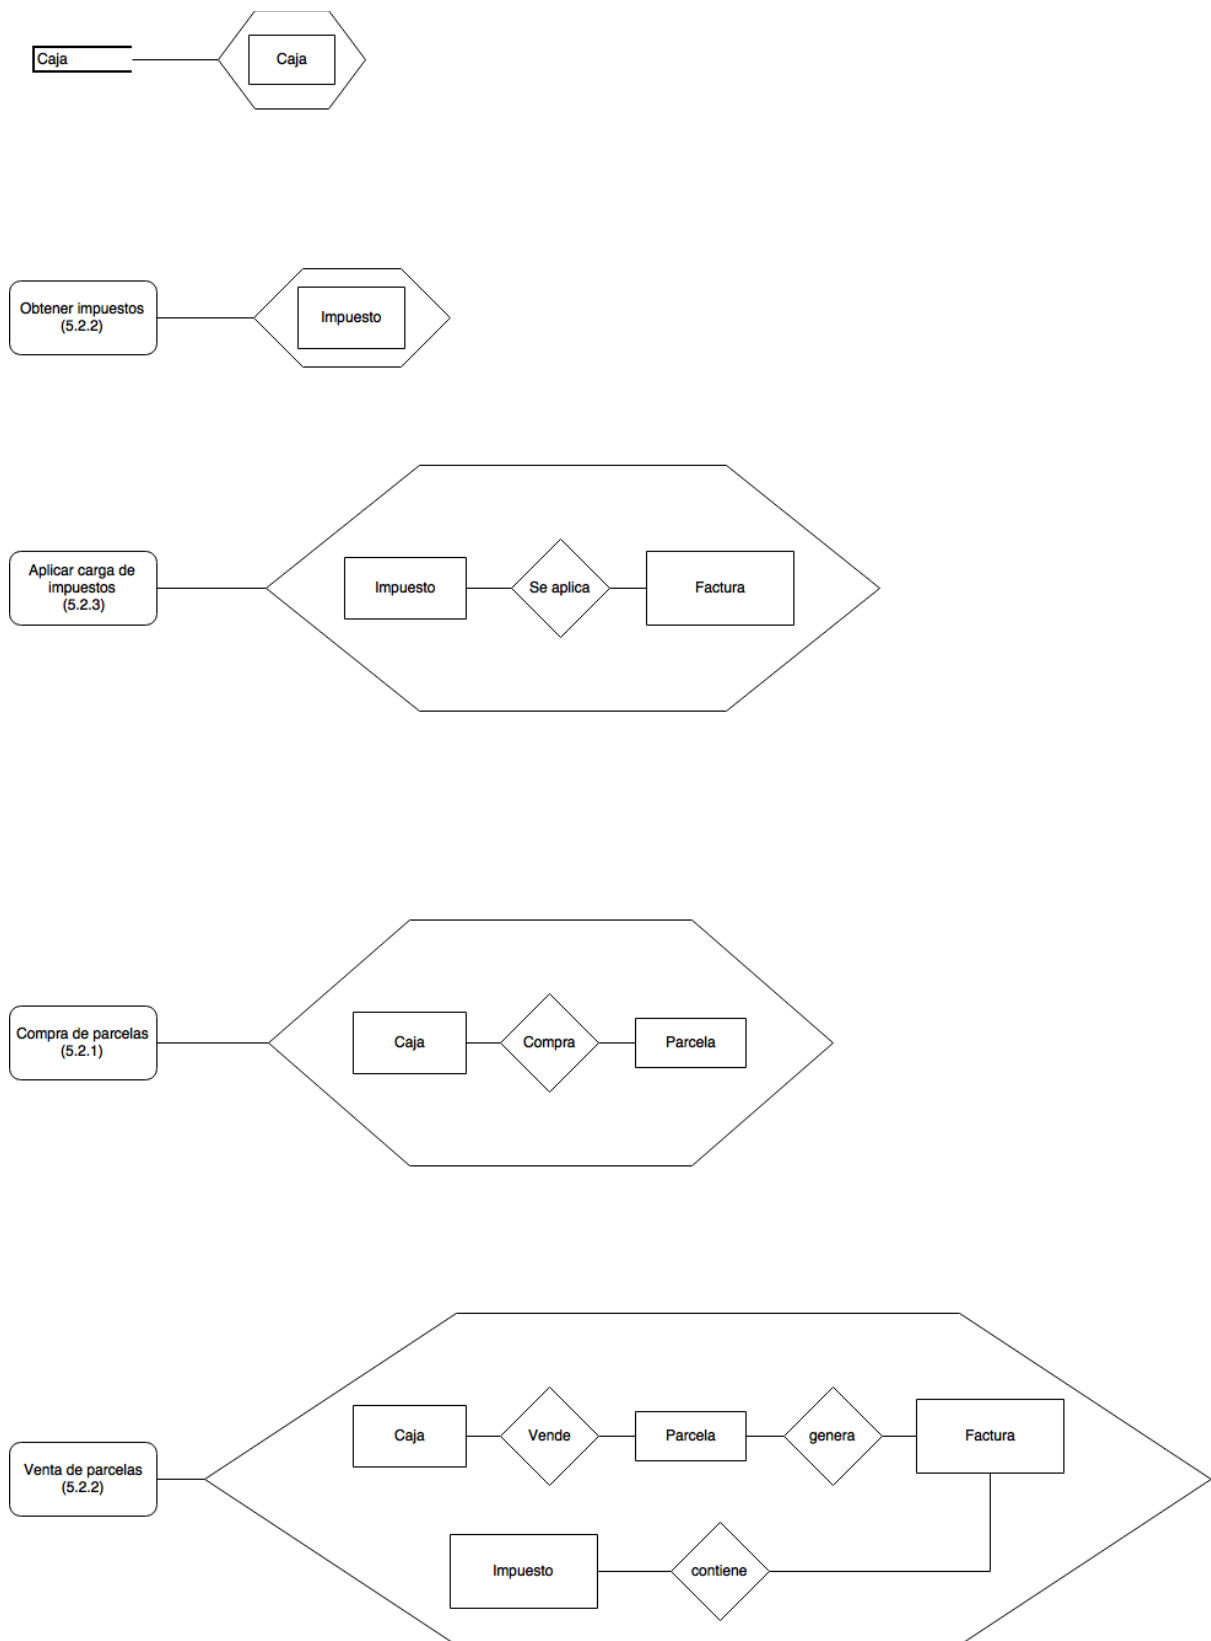 Caja
Caja
Obtener impuestos
(5.2.2)
Impuesto
Aplicar carga de
impuestos
(5.2.3)
Impuesto
Se aplica
Factura
Compra de parcelas
(5.2.1)
Caja
Compra
Parcela
Venta de parcelas
(5.2.2)
Caja
Vende
Parcela
genera
Factura
Impuesto
contiene